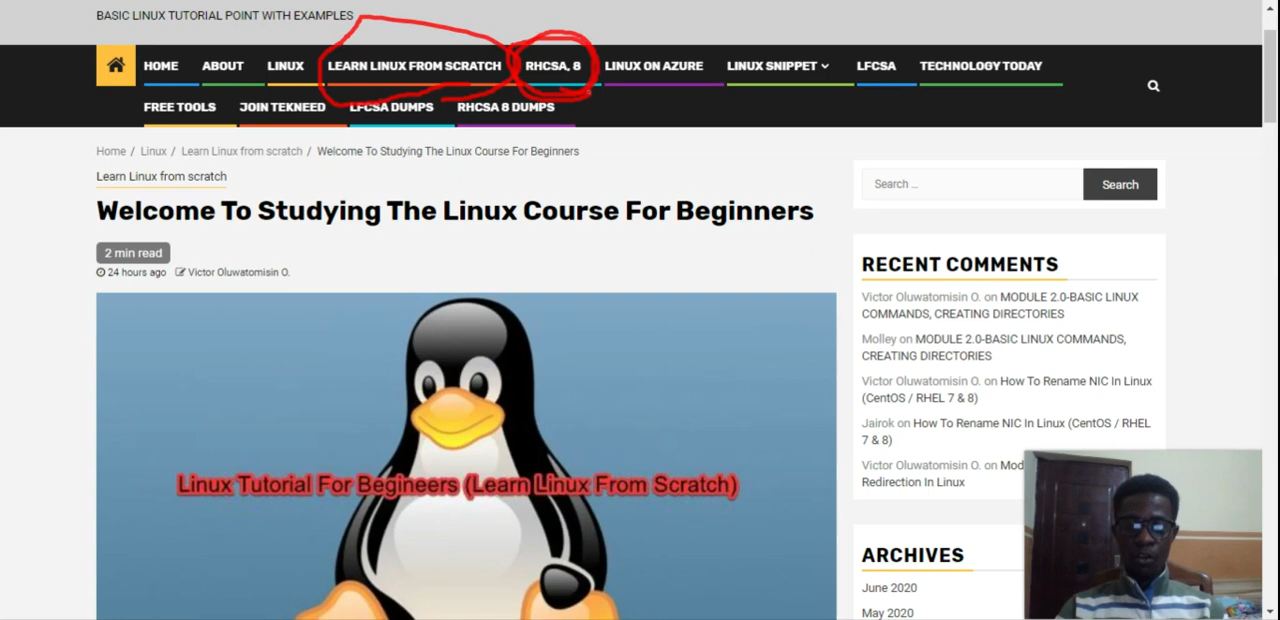 BASIC LINUX TUTORIAL POINT WITH EXAMPLES
HOME ABOUT LINUX LEARN LINUX FROM SCRATCH RHCSA, 8 LINUX ON AZURE LINUX SNIPPET LFCSA TECHNOLOGY TODAY
FREE TOOLS JOIN TEKNEED LFCSA DUMPS RHCSA 8 DUMPS
Home / Linux / Learn Linux from scratch / Welcome To Studying The Linux Course For Beginners
Learn Linux from scratch
Welcome To Studying The Linux Course For Beginners
2 min read
24 hours ago Victor Oluwatomisin O.
Linux Tutorial For Begineers (Learn Linux From Scratch)
Search ... Search
RECENT COMMENTS
Victor Oluwatomisin O. on MODULE 2.0-BASIC LINUX
COMMANDS, CREATING DIRECTORIES
Molley on MODULE 2.0-BASIC LINUX COMMANDS,
CREATING DIRECTORIES
Victor Oluwatomisin O. on How To Rename NIC In Linux
(CentOS / RHEL 7 & 8)
Jairok on How To Rename NIC In Linux (CentOS / RHEL
7 & 8)
Victor Oluwatomisin O. on Mod
Redirection In Linux
ARCHIVES
June 2020
May 2020